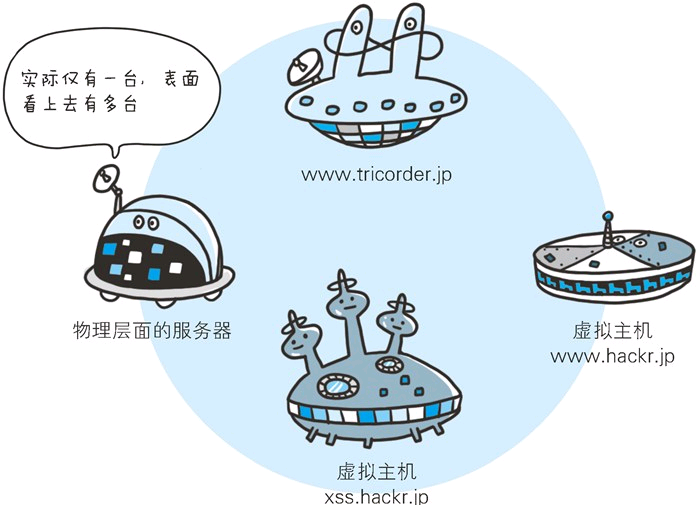 实际仅有一台，表面
看上去有多台
www.tricorder.jp
物理层面的服务器
虚拟主机
www.hackr.jp
虚拟主机
xss.hackr.jp